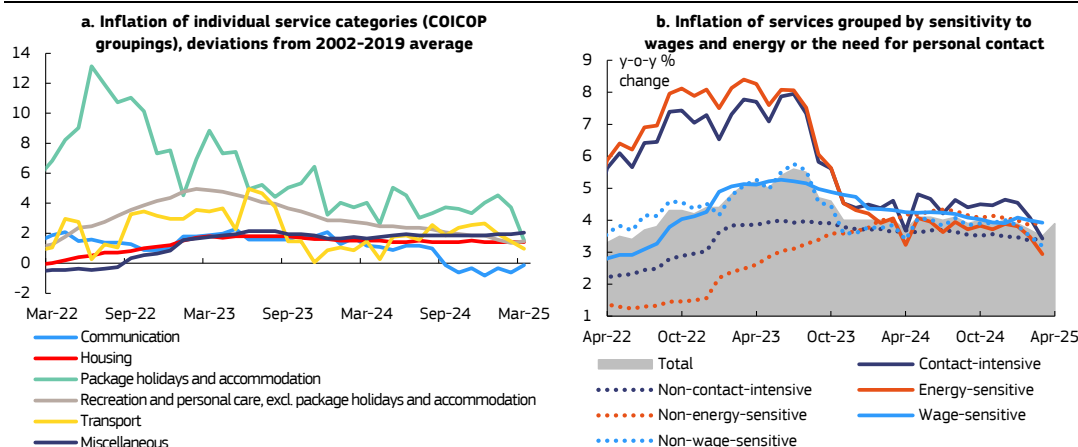 a. Inflation of individual service categories (COICOP
groupings), deviations from 2002-2019 average
14
12
10
8
6
4
2
0
-2
Mar-22 Sep-22 Mar-23 Sep-23 Mar-24 Sep-24 Mar-25
Communication
Housing
Package holidays and accommodation
Recreation and personal care, excl. package holidays and accommodation
Transport
Miscellaneous
b. Inflation of services grouped by sensitivity to
wages and energy or the need for personal contact
y-o-y %
change
9
8
7
6
5
4
3
2
1
Apr-22 Oct-22 Apr-23 Oct-23 Apr-24 Oct-24 Apr-25
Total Contact-intensive
Non-contact-intensive Energy-sensitive
Non-energy-sensitive Wage-sensitive
Non-wage-sensitive